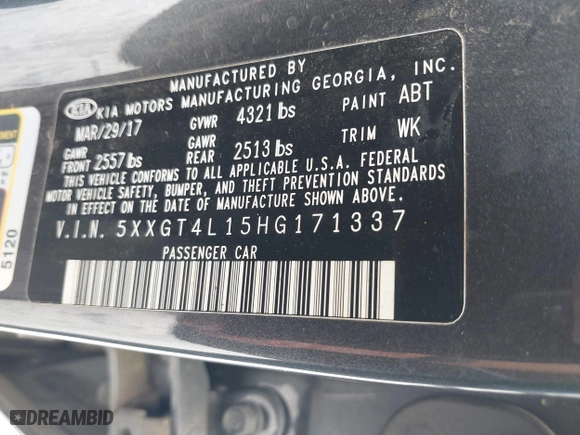 MANUFACTURED BY
KIA KIA MOTORS MANUFACTURING GEORGIA, INC.
MAR/29/17 GVWR 4321 lbs PAINT ABT
GAWR FRONT 2557 lbs GAWR REAR 2513 lbs TRIM WK
THIS VEHICLE CONFORMS TO ALL APPLICABLE U.S.A. FEDERAL
MOTOR VEHICLE SAFETY, BUMPER, AND THEFT PREVENTION STANDARDS
IN EFFECT ON THE DATE OF MANUFACTURE SHOWN ABOVE.
V.I.N. 5XXGT4L15HG171337
PASSENGER CAR
5120
DREAMBID